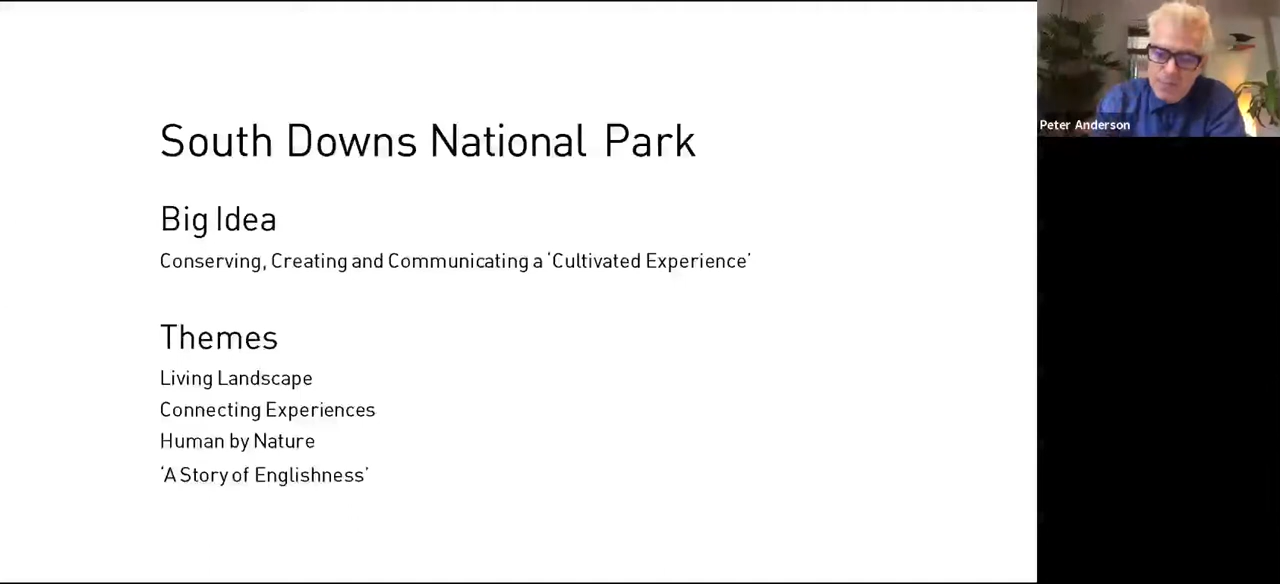 South Downs National Park
Big Idea
Conserving, Creating and Communicating a ‘Cultivated Experience’
Themes
Living Landscape
Connecting Experiences
Human by Nature
‘A Story of Englishness’
Peter Anderson